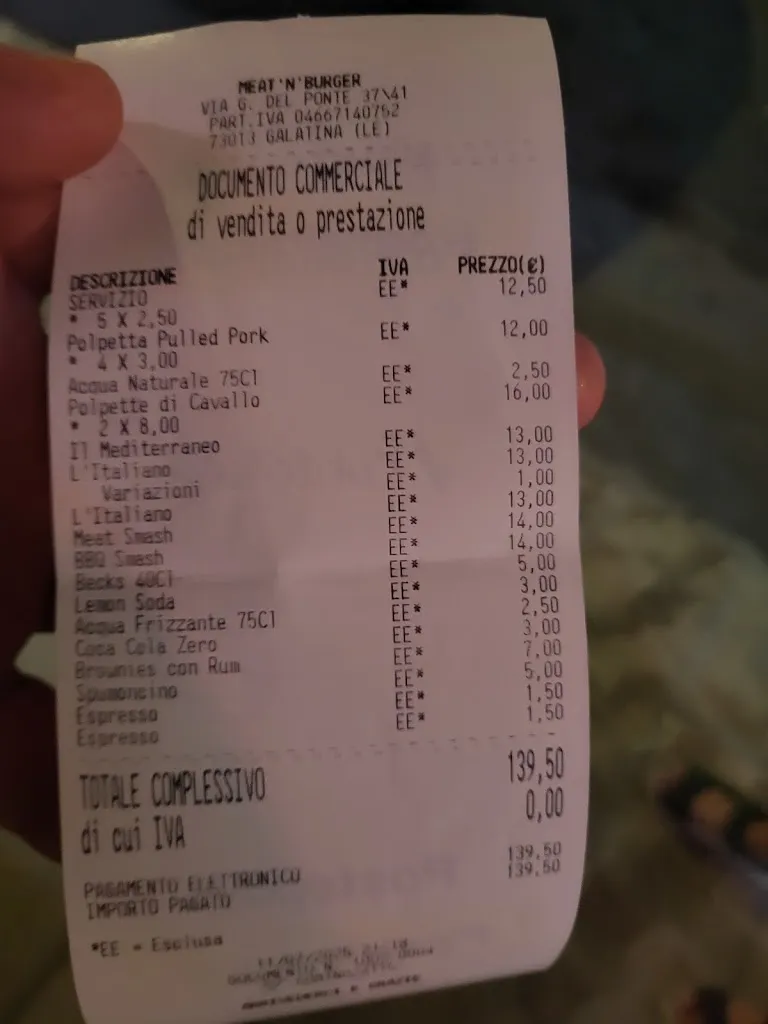 MEAT'N'BURGER
VIA G. DEL PONTE 37\41
PART.IVA 04667140752
73013 GALATINA (LE)
DOCUMENTO COMMERCIALE
di vendita o prestazione
DESCRIZIONE IVA PREZZO(€)
SERVIZIO EE* 12,50
* 5 X 2,50
Polpetta Pulled Pork EE* 12,00
* 4 X 3,00
Acqua Naturale 75Cl EE* 2,50
Polpette di Cavallo EE* 16,00
* 2 X 8,00
Il Mediterraneo EE* 13,00
L'Italiano EE* 13,00
Variazioni EE* 1,00
L'Italiano EE* 13,00
Meat Smash EE* 14,00
BBQ Smash EE* 14,00
Becks 40Cl EE* 5,00
Lemon Soda EE* 3,00
Acqua Frizzante 75Cl EE* 2,50
Coca Cola Zero EE* 3,00
Brownies con Rum EE* 7,00
Spumoncino EE* 5,00
Espresso EE* 1,50
Espresso EE* 1,50
TOTALE COMPLESSIVO 139,50
di cui IVA 0,00
PAGAMENTO ELETTRONICO 139,50
IMPORTO PAGATO 139,50
*EE = Esclusa